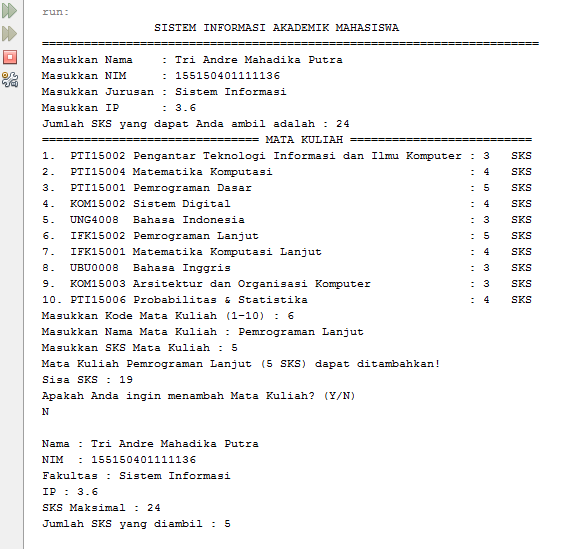 run:
SISTEM INFORMASI AKADEMIK MAHASISWA
=======================================================================
Masukkan Nama    : Tri Andre Mahadika Putra
Masukkan NIM     : 155150401111136
Masukkan Jurusan : Sistem Informasi
Masukkan IP      : 3.6
Jumlah SKS yang dapat Anda ambil adalah : 24
=============================== MATA KULIAH ==========================
1.  PTI15002 Pengantar Teknologi Informasi dan Ilmu Komputer : 3   SKS
2.  PTI15004 Matematika Komputasi                            : 4   SKS
3.  PTI15001 Pemrograman Dasar                               : 5   SKS
4.  KOM15002 Sistem Digital                                  : 4   SKS
5.  UNG4008  Bahasa Indonesia                                : 3   SKS
6.  IFK15002 Pemrograman Lanjut                              : 5   SKS
7.  IFK15001 Matematika Komputasi Lanjut                     : 4   SKS
8.  UBU0008  Bahasa Inggris                                  : 3   SKS
9.  KOM15003 Arsitektur dan Organisasi Komputer              : 3   SKS
10. PTI15006 Probabilitas & Statistika                       : 4   SKS
Masukkan Kode Mata Kuliah (1-10) : 6
Masukkan Nama Mata Kuliah : Pemrograman Lanjut
Masukkan SKS Mata Kuliah : 5
Mata Kuliah Pemrograman Lanjut (5 SKS) dapat ditambahkan!
Sisa SKS : 19
Apakah Anda ingin menambah Mata Kuliah? (Y/N)
N
Nama : Tri Andre Mahadika Putra
NIM  : 155150401111136
Fakultas : Sistem Informasi
IP : 3.6
SKS Maksimal : 24
Jumlah SKS yang diambil : 5